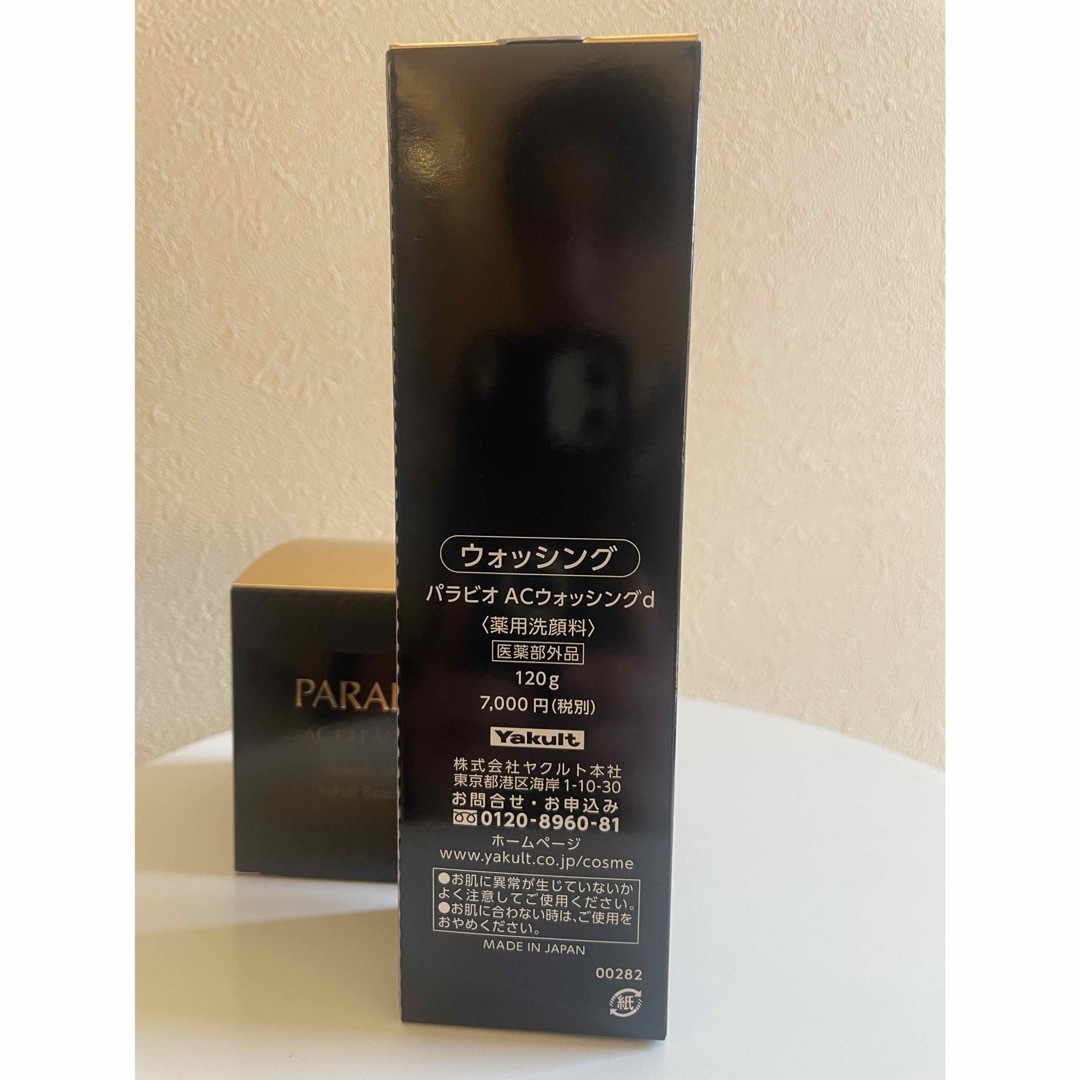 ウォッシング
パラビオ ACウォッシングd
〈薬用洗顔料〉
医薬部外品
120g
7,000円(税別)
Yakult
株式会社ヤクルト本社
東京都港区海岸1-10-30
お問合せ・お申込み
0120-8960-81
ホームページ
www.yakult.co.jp/cosme
●お肌に異常が生じていないか
よく注意してご使用ください。
●お肌に合わない時は、ご使用を
おやめください。
MADE IN JAPAN
00282
紙
PARA
AC
Yakult